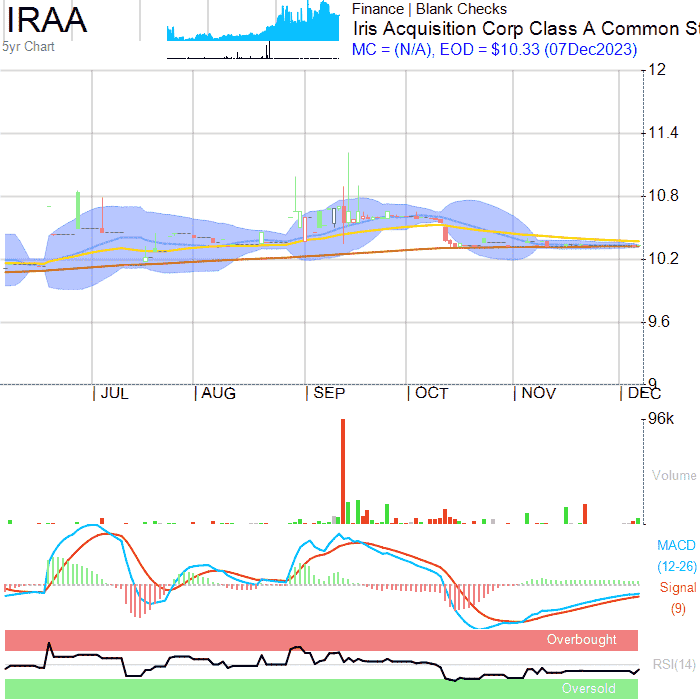 IRAA
5yr Chart
Finance | Blank Checks
Iris Acquisition Corp Class A Common St
MC = (N/A), EOD = $10.33 (07Dec2023)
12
11.4
10.8
10.2
9.6
9
JUL AUG SEP OCT NOV DEC
96k
Volume
MACD
(12-26)
Signal
(9)
Overbought
RSI(14)
Oversold